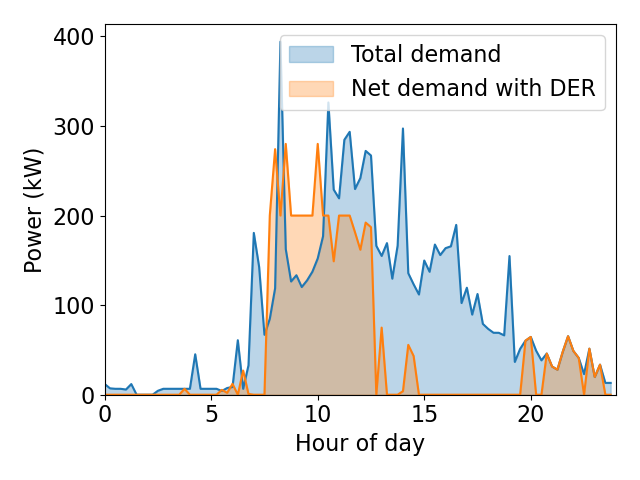 Total demand
Net demand with DER
Power (kW)
400
300
200
100
0
0 5 10 15 20
Hour of day